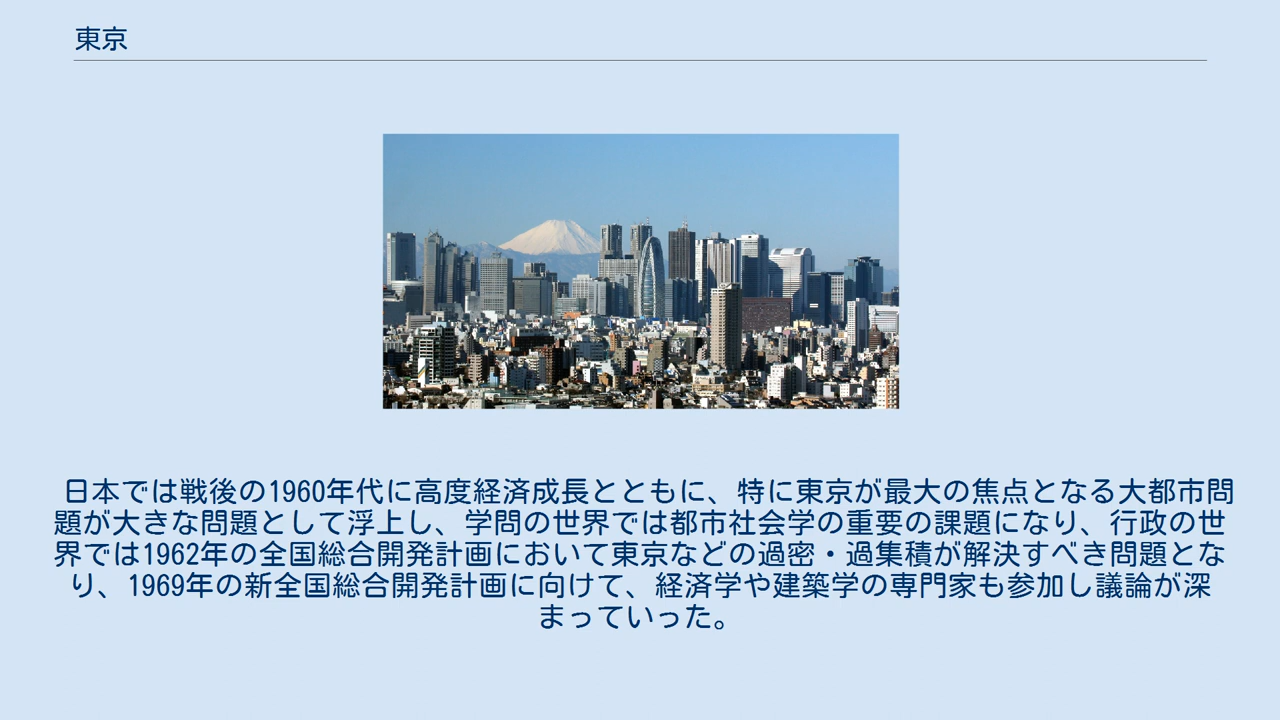 東京
日本では戦後の1960年代に高度経済成長とともに、特に東京が最大の焦点となる大都市問
題が大きな問題として浮上し、学問の世界では都市社会学の重要の課題になり、行政の世
界では1962年の全国総合開発計画において東京などの過密・過集積が解決すべき問題とな
り、1969年の新全国総合開発計画に向けて、経済学や建築学の専門家も参加し議論が深
まっていった。